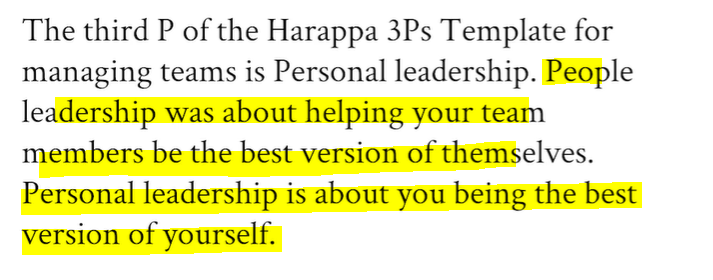 The third P of the Harappa 3Ps Template for
managing teams is Personal leadership. People
leadership was about helping your team
members be the best version of themselves.
Personal leadership is about you being the best
version of yourself.